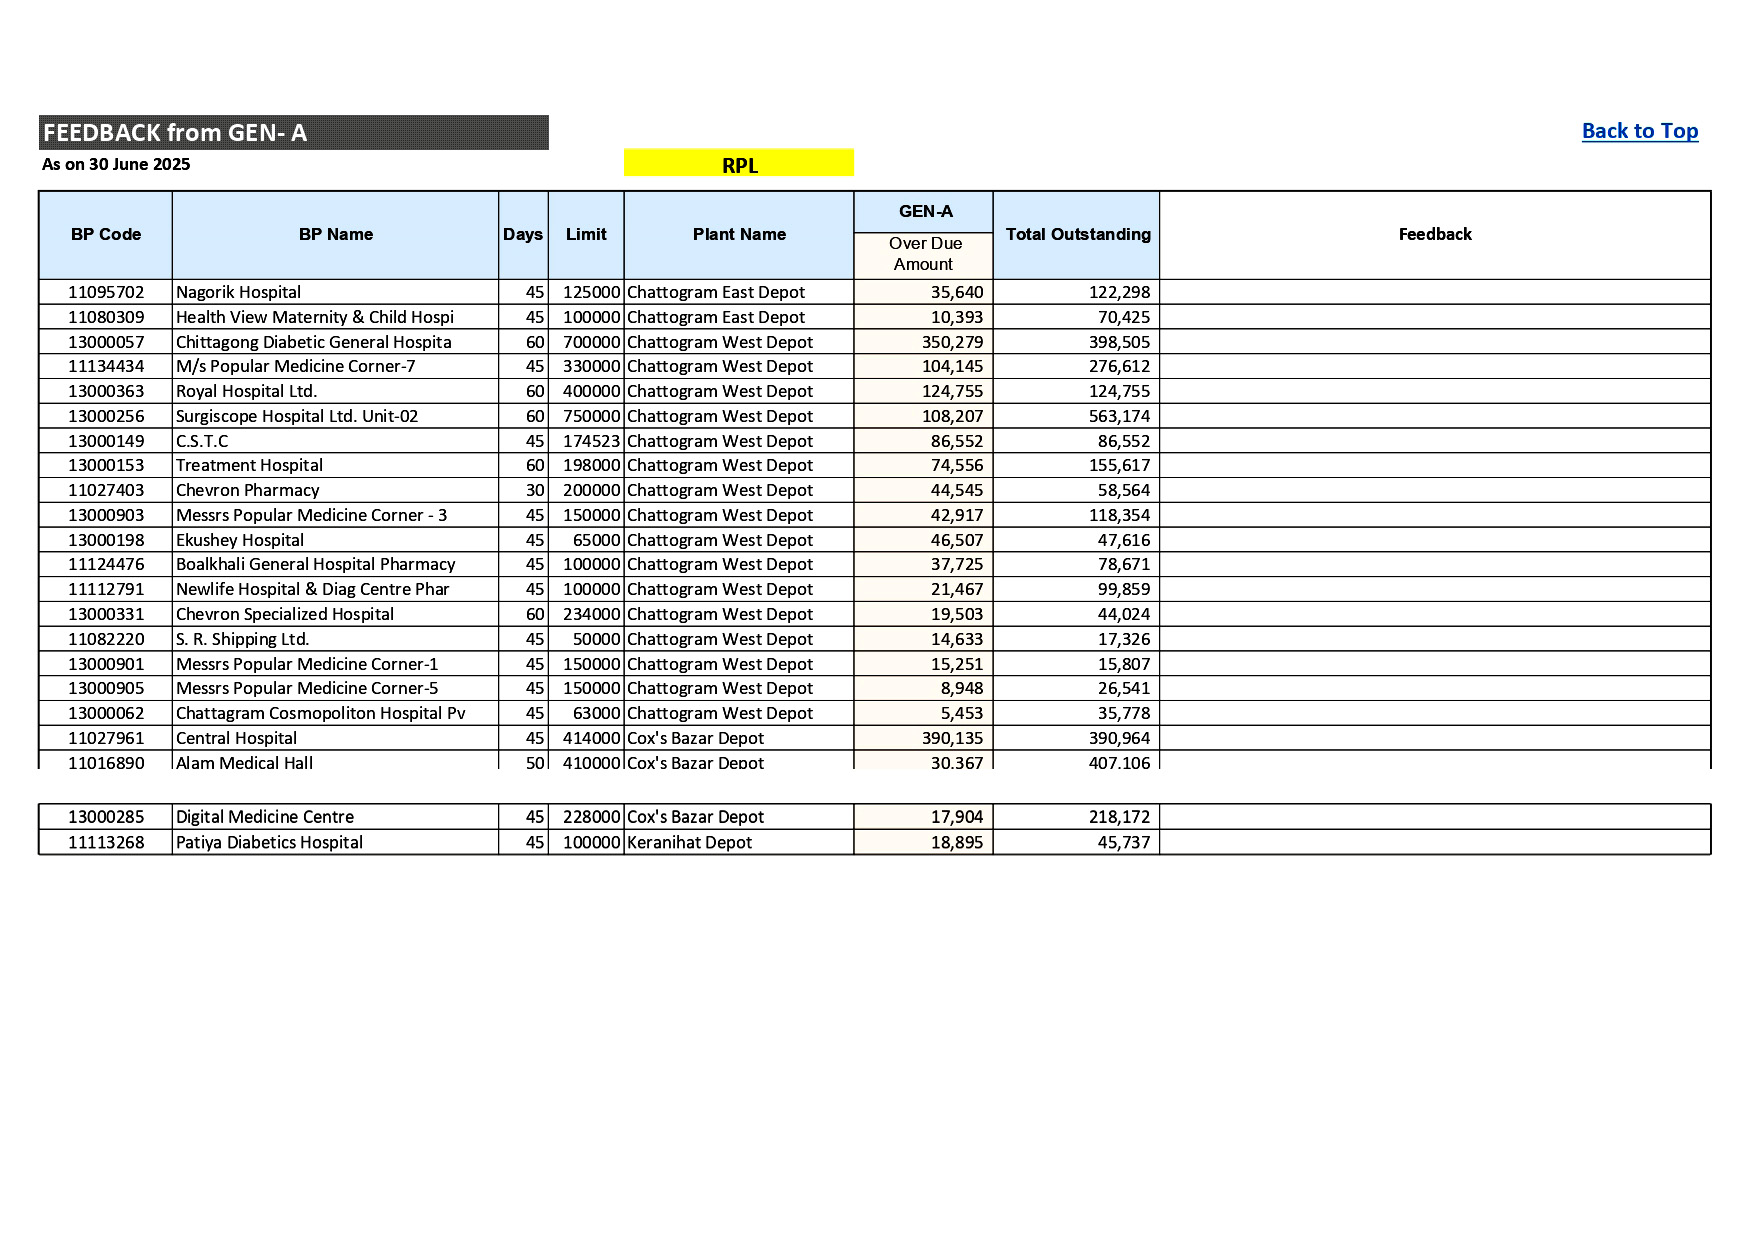 FEEDBACK from GEN- A
Back to Top
As on 30 June 2025
RPL
BP Code BP Name Days Limit Plant Name GEN-A Over Due Amount Total Outstanding Feedback
11095702 Nagorik Hospital 45 125000 Chattogram East Depot 35,640 122,298
11080309 Health View Maternity & Child Hospi 45 100000 Chattogram East Depot 10,393 70,425
13000057 Chittagong Diabetic General Hospita 60 700000 Chattogram West Depot 350,279 398,505
11134434 M/s Popular Medicine Corner-7 45 330000 Chattogram West Depot 104,145 276,612
13000363 Royal Hospital Ltd. 60 400000 Chattogram West Depot 124,755 124,755
13000256 Surgiscope Hospital Ltd. Unit-02 60 750000 Chattogram West Depot 108,207 563,174
13000149 C.S.T.C 45 174523 Chattogram West Depot 86,552 86,552
13000153 Treatment Hospital 60 198000 Chattogram West Depot 74,556 155,617
11027403 Chevron Pharmacy 30 200000 Chattogram West Depot 44,545 58,564
13000903 Messrs Popular Medicine Corner - 3 45 150000 Chattogram West Depot 42,917 118,354
13000198 Ekushey Hospital 45 65000 Chattogram West Depot 46,507 47,616
11124476 Boalkhali General Hospital Pharmacy 45 100000 Chattogram West Depot 37,725 78,671
11112791 Newlife Hospital & Diag Centre Phar 45 100000 Chattogram West Depot 21,467 99,859
13000331 Chevron Specialized Hospital 60 234000 Chattogram West Depot 19,503 44,024
11082220 S. R. Shipping Ltd. 45 50000 Chattogram West Depot 14,633 17,326
13000901 Messrs Popular Medicine Corner-1 45 150000 Chattogram West Depot 15,251 15,807
13000905 Messrs Popular Medicine Corner-5 45 150000 Chattogram West Depot 8,948 26,541
13000062 Chattagram Cosmopoliton Hospital Pv 45 63000 Chattogram West Depot 5,453 35,778
11027961 Central Hospital 45 414000 Cox's Bazar Depot 390,135 390,964
11016890 Alam Medical Hall 50 410000 Cox's Bazar Depot 30,367 407,106
13000285 Digital Medicine Centre 45 228000 Cox's Bazar Depot 17,904 218,172
11113268 Patiya Diabetics Hospital 45 100000 Keranihat Depot 18,895 45,737